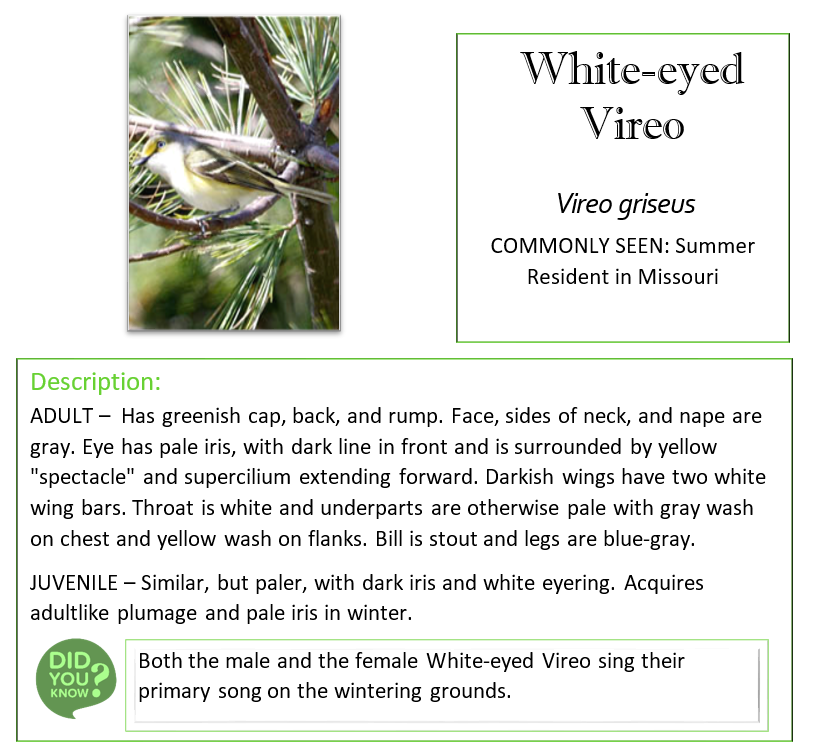 White-eyed
Vireo
Vireo griseus
COMMONLY SEEN: Summer
Resident in Missouri
Description:
ADULT – Has greenish cap, back, and rump. Face, sides of neck, and nape are
gray. Eye has pale iris, with dark line in front and is surrounded by yellow
"spectacle" and supercilium extending forward. Darkish wings have two white
wing bars. Throat is white and underparts are otherwise pale with gray wash
on chest and yellow wash on flanks. Bill is stout and legs are blue-gray.
JUVENILE – Similar, but paler, with dark iris and white eyering. Acquires
adultlike plumage and pale iris in winter.
DID
YOU
KNOW?
Both the male and the female White-eyed Vireo sing their
primary song on the wintering grounds.